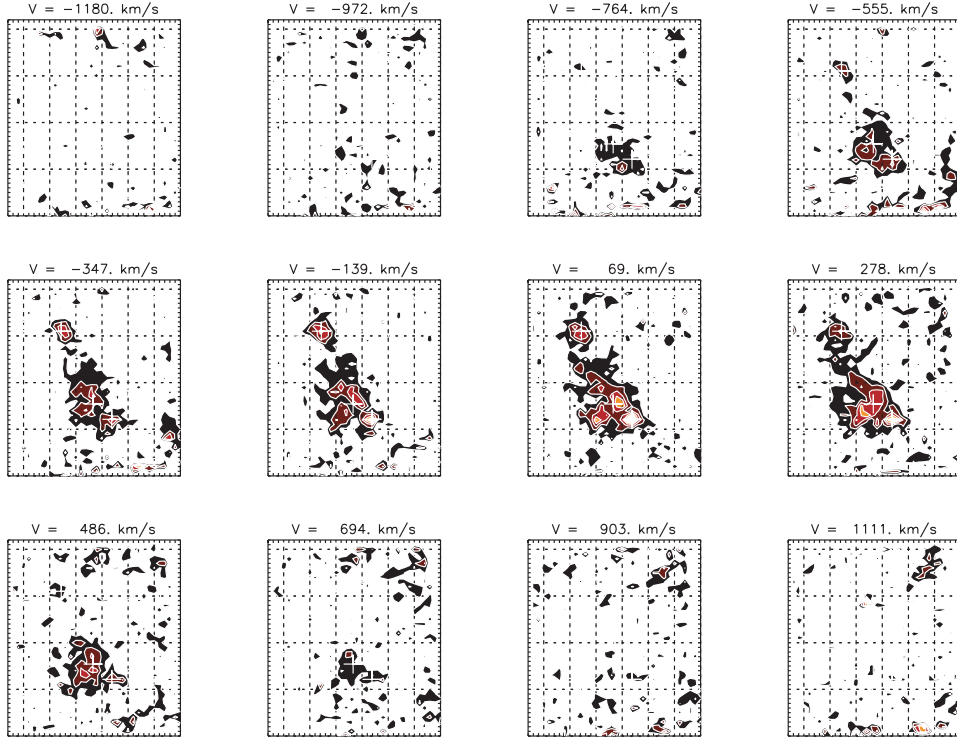 V = −1180. km/s
V = −972. km/s
V = −764. km/s
V = −555. km/s
V = −347. km/s
V = −139. km/s
V = 69. km/s
V = 278. km/s
V = 486. km/s
V = 694. km/s
V = 903. km/s
V = 1111. km/s